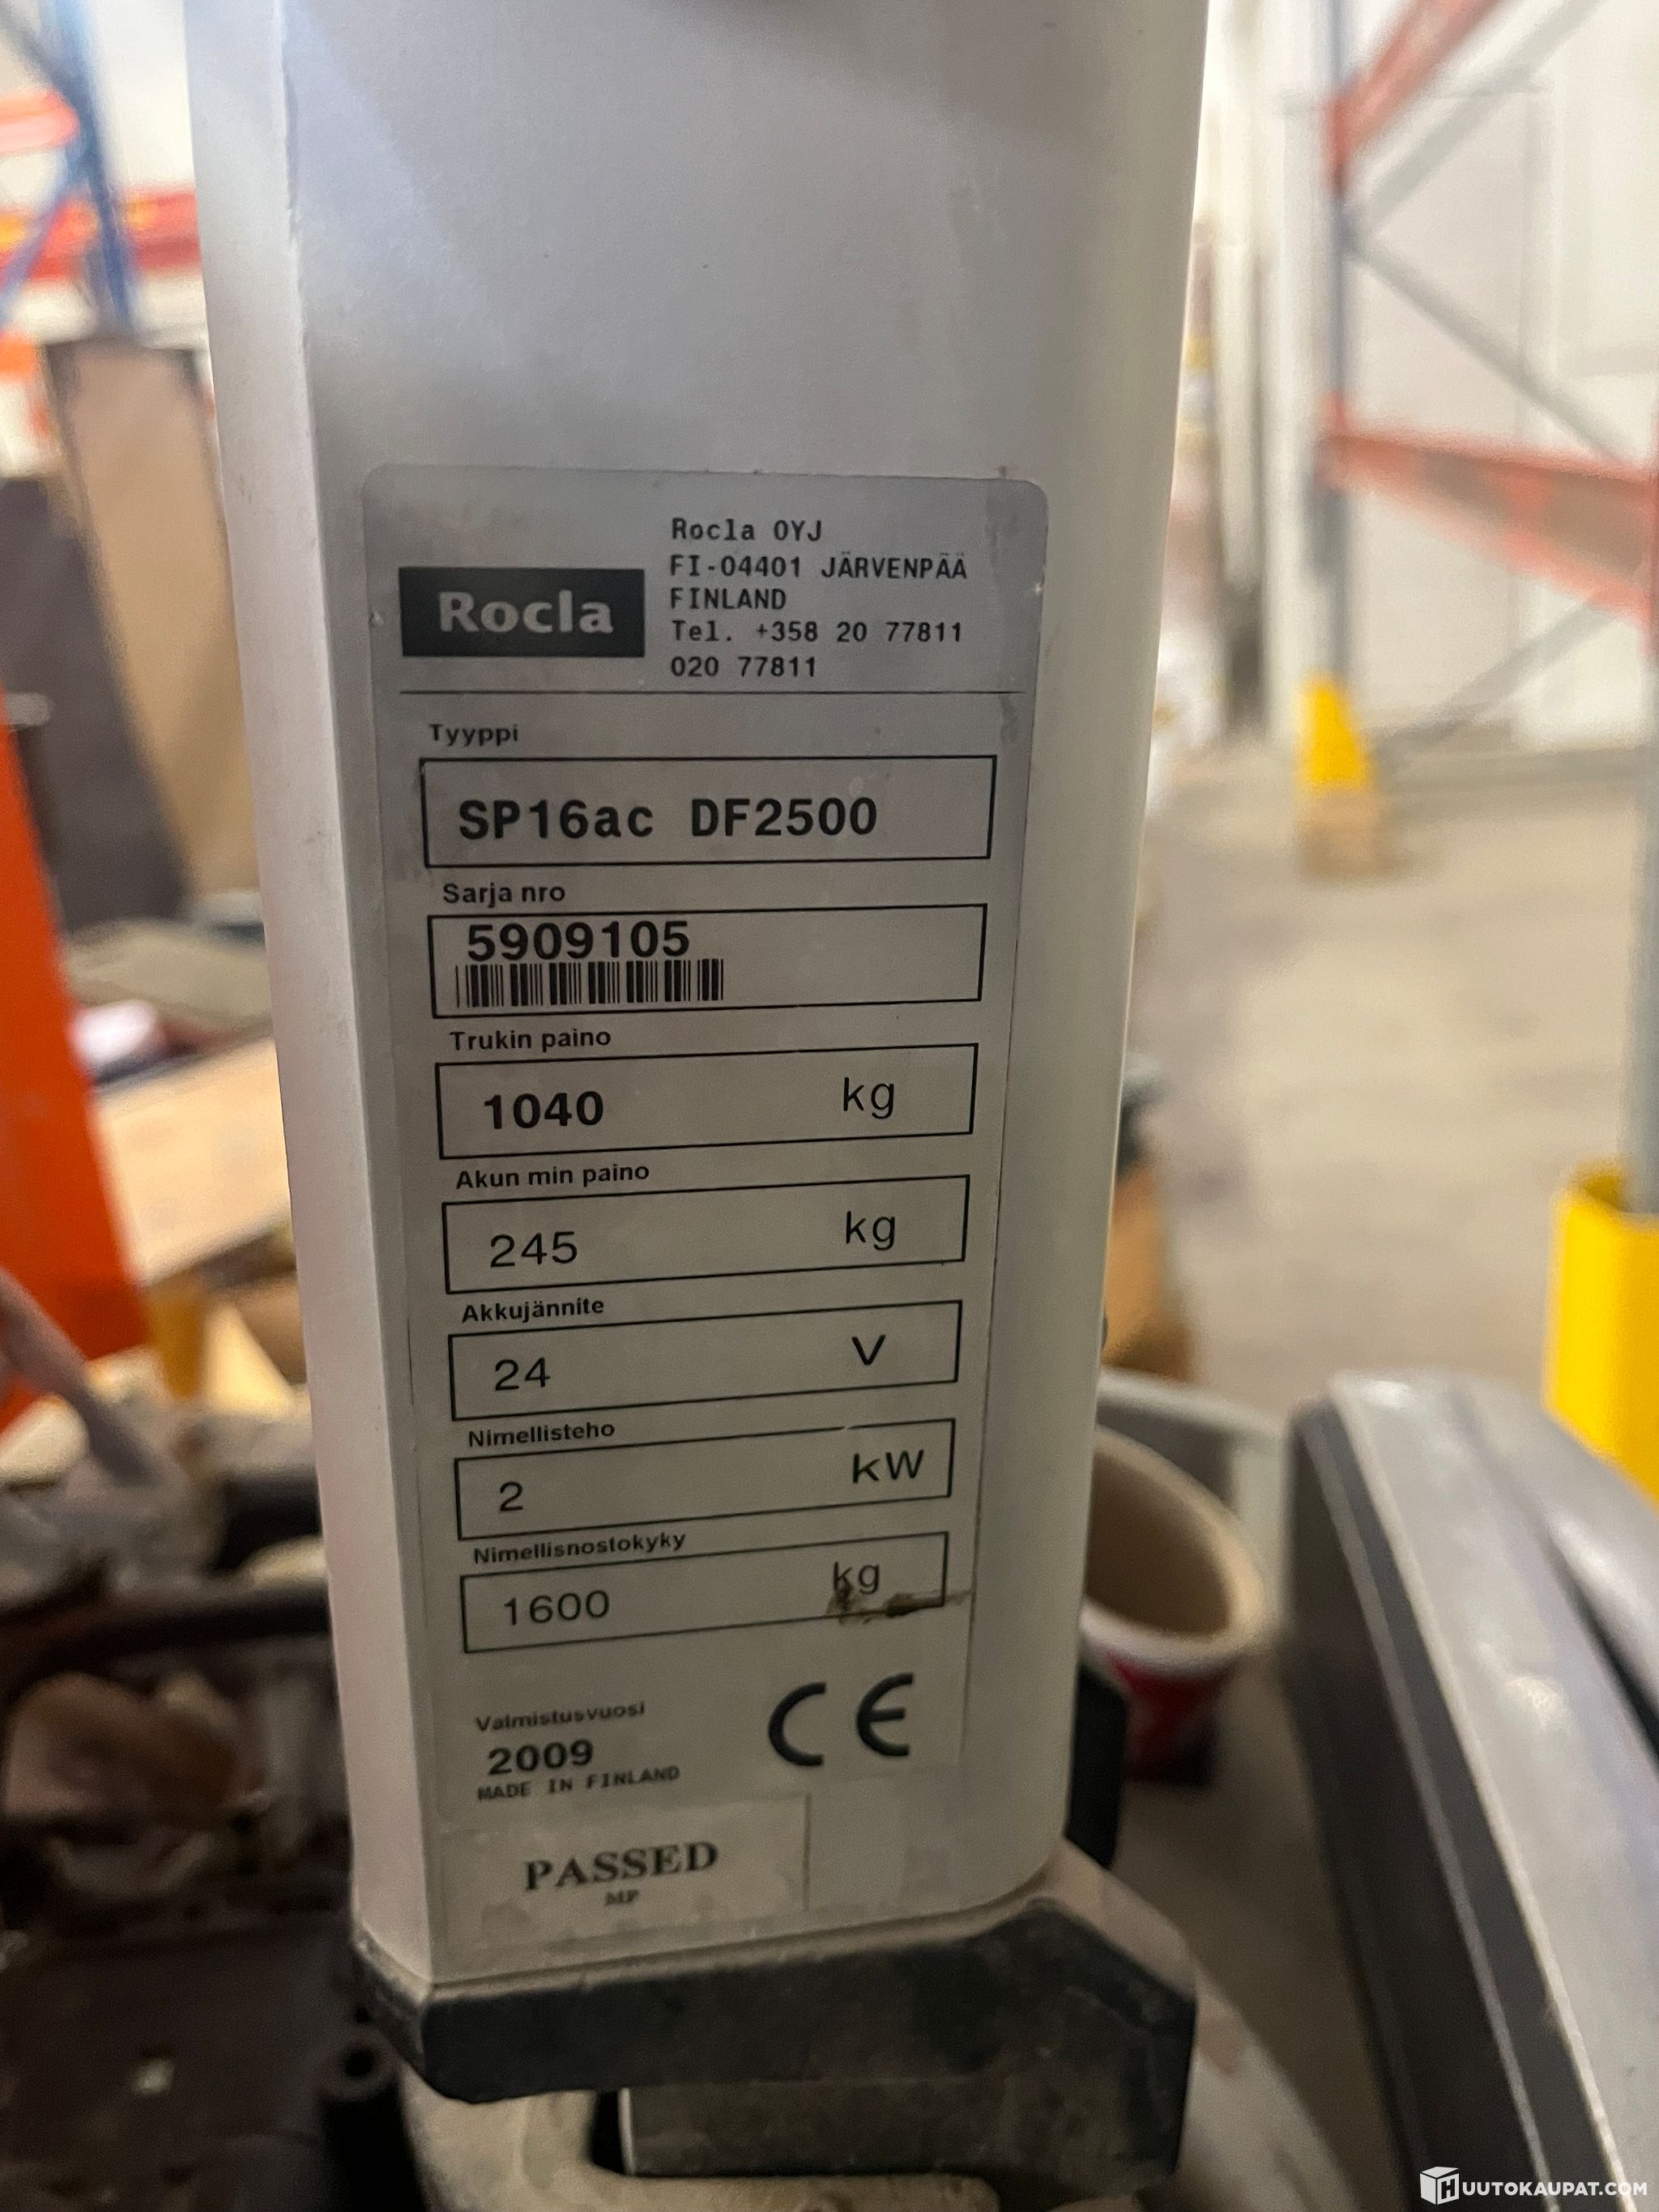 Rocla
Rocla OYJ
FI-04401 JÄRVENPÄÄ
FINLAND
Tel. +358 20 77811
020 77811
Tyyppi
SP16ac DF2500
Sarja nro
5909105
Trukin paino
1040 kg
Akun min paino
245 kg
Akkujännite
24 V
Nimellisteho
2 kW
Nimellisnostokyky
1600 kg
Valmistusvuosi
2009
MADE IN FINLAND
CE
PASSED
MP
HUUTOKAUPAT.COM